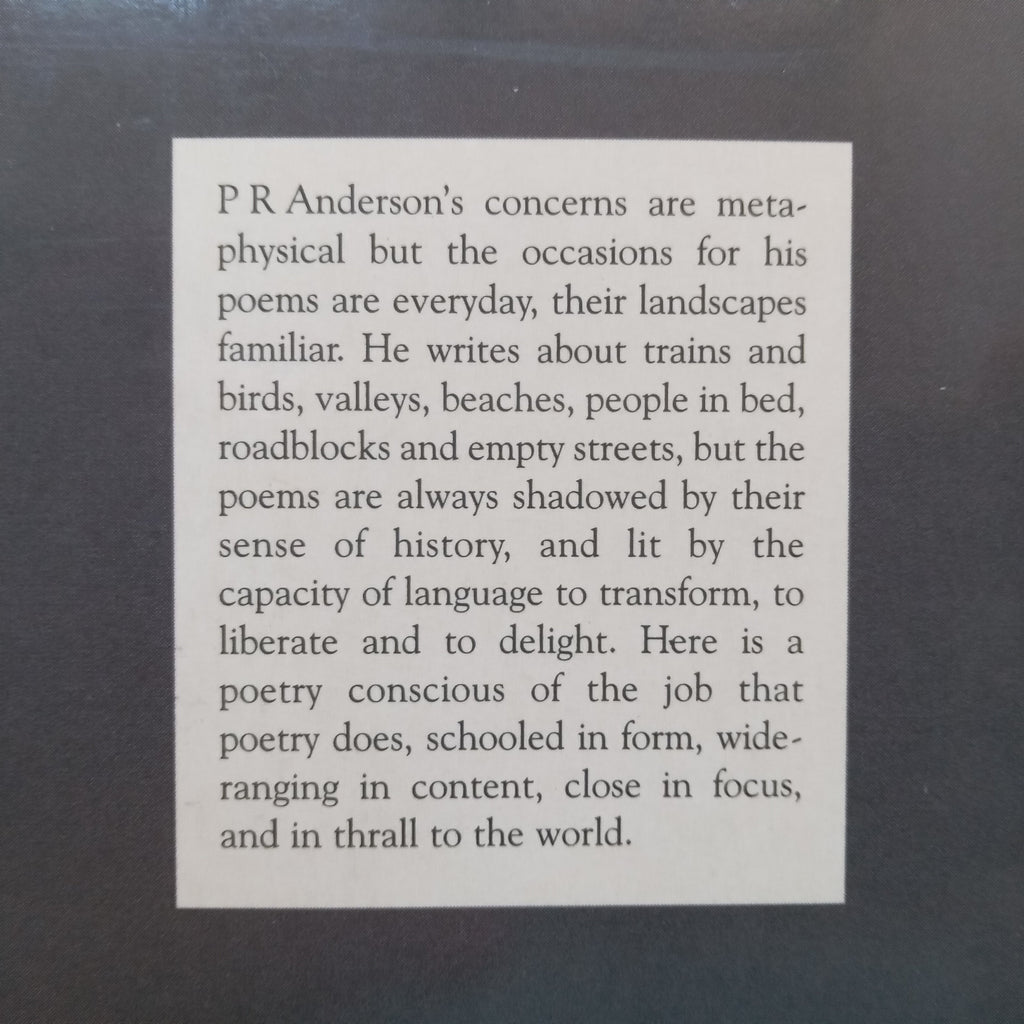 P R Anderson's concerns are meta-
physical but the occasions for his
poems are everyday, their landscapes
familiar. He writes about trains and
birds, valleys, beaches, people in bed,
roadblocks and empty streets, but the
poems are always shadowed by their
sense of history, and lit by the
capacity of language to transform, to
liberate and to delight. Here is a
poetry conscious of the job that
poetry does, schooled in form, wide-
ranging in content, close in focus,
and in thrall to the world.